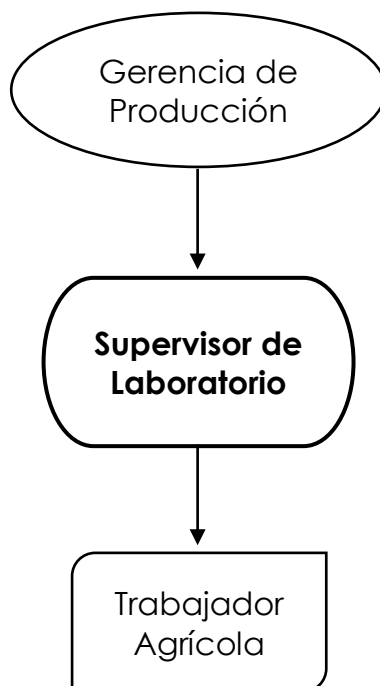 Gerencia de
Producción
Supervisor de
Laboratorio
Trabajador
Agrícola